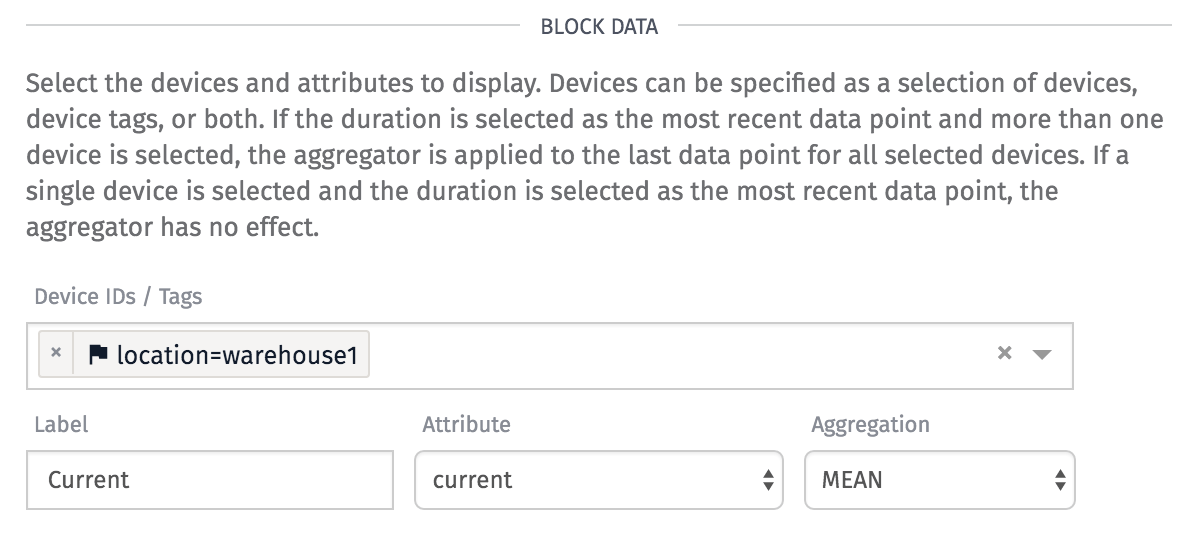 BLOCK DATA
Select the devices and attributes to display. Devices can be specified as a selection of devices,
device tags, or both. If the duration is selected as the most recent data point and more than one
device is selected, the aggregator is applied to the last data point for all selected devices. If a
single device is selected and the duration is selected as the most recent data point, the
aggregator has no effect.
Device IDs / Tags
× location=warehouse1 ×
Label Attribute Aggregation
Current current MEAN